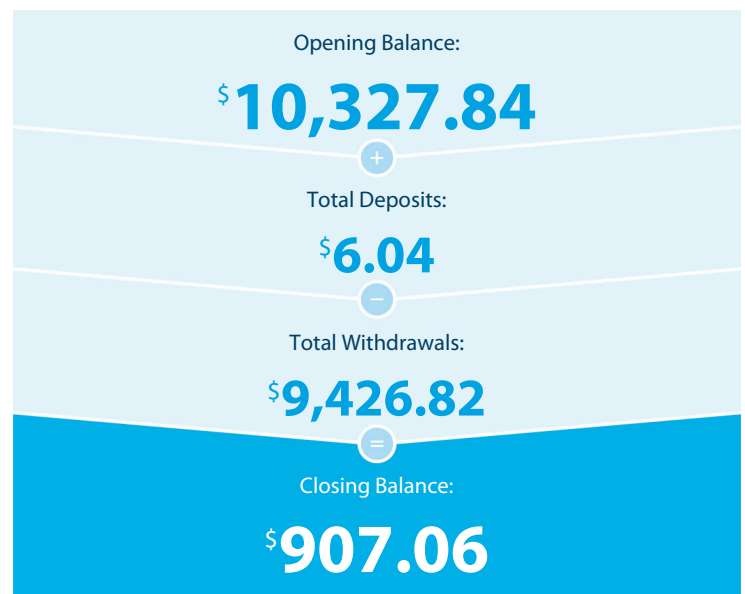 Opening Balance:
$10,327.84
+
Total Deposits:
$6.04
−
Total Withdrawals:
$9,426.82
=
Closing Balance:
$907.06